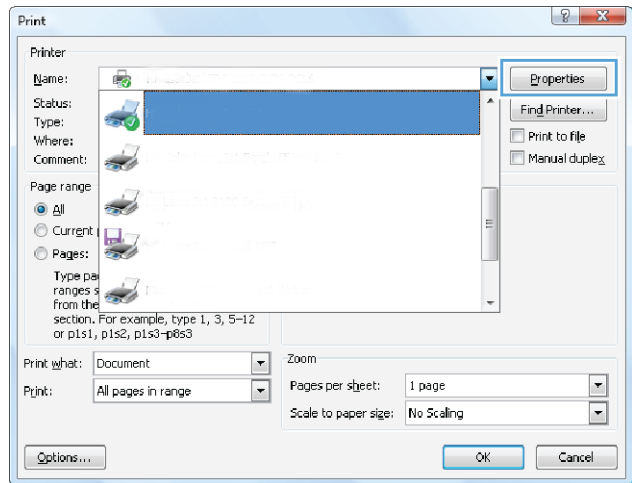 Print
Printer
Name:
Properties
Status:
Find Printer...
Type:
Print to file
Where:
Manual duplex
Comment:
Page range
All
Current
Pages:
Type
ranges
from the
section. For example, type 1, 3, 5–12
or p1s1, p1s2, p1s3–p8s3
Print what: Document
Print: All pages in range
Zoom
Pages per sheet: 1 page
Scale to paper size: No Scaling
Options...
OK
Cancel